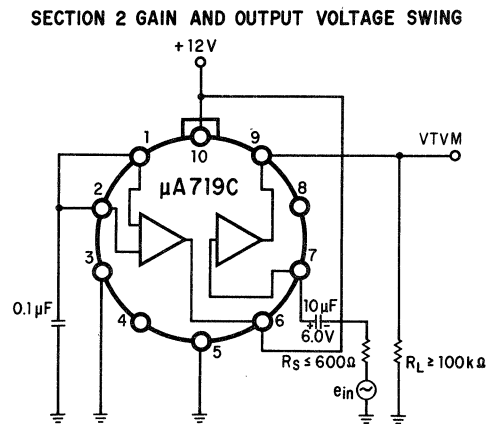 SECTION 2 GAIN AND OUTPUT VOLTAGE SWING
+12V
1
10
9
VTVM
μA719C
2
8
3
7
0.1μF
10μF
4
6
+ -
6.0V
5
RS ≤ 600Ω
RL ≥ 100kΩ
ein